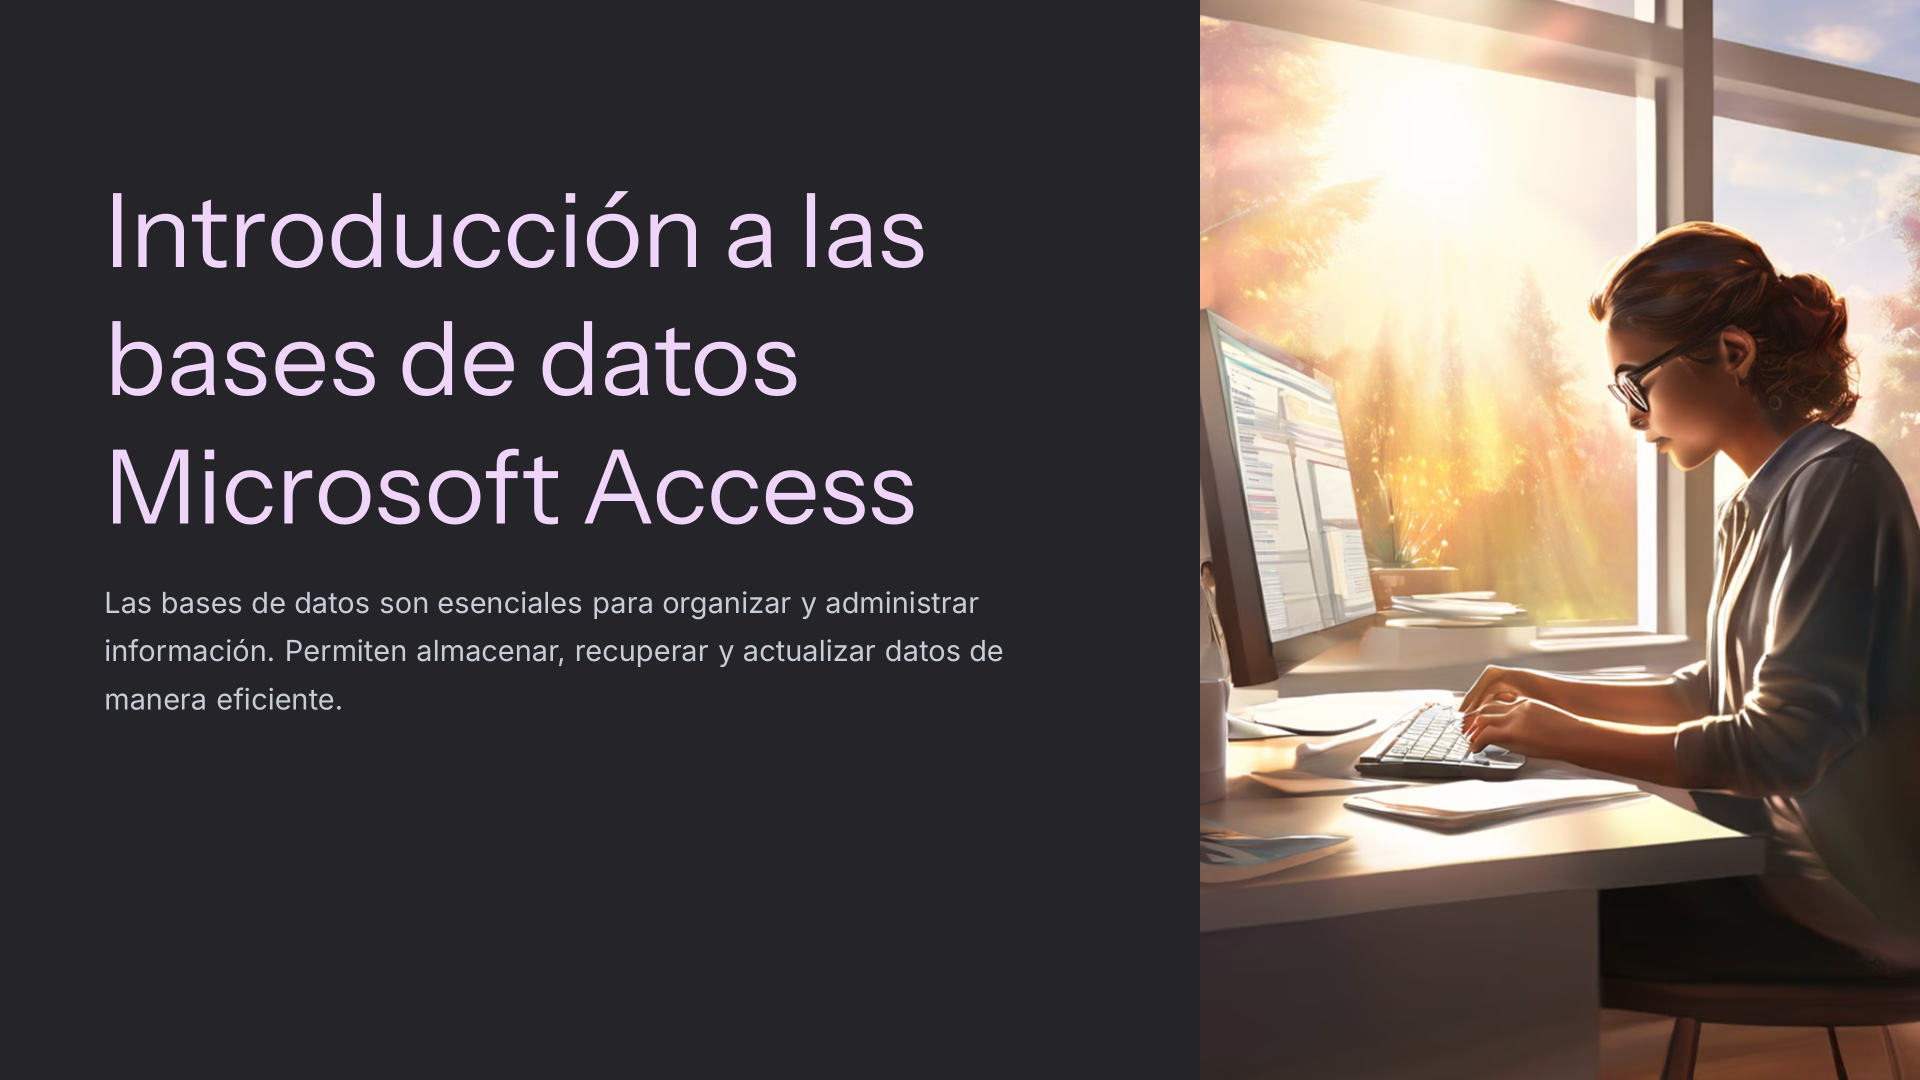 Introducción a las
bases de datos
Microsoft Access
Las bases de datos son esenciales para organizar y administrar
información. Permiten almacenar, recuperar y actualizar datos de
manera eficiente.